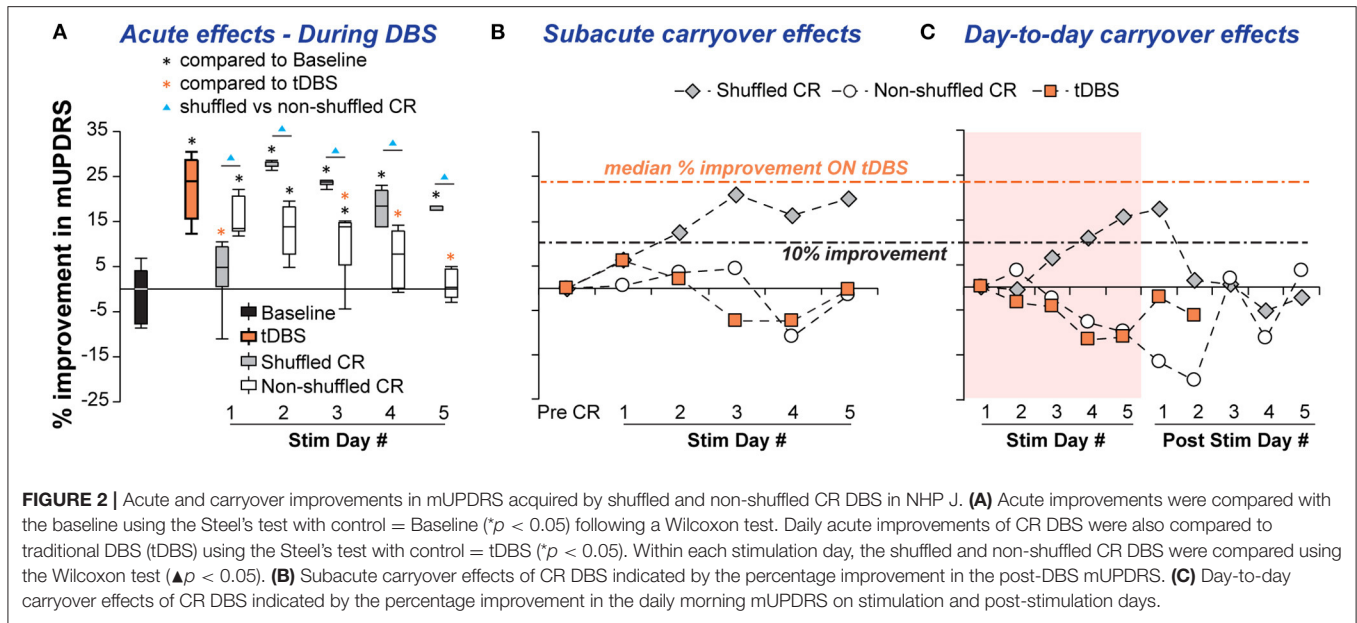 A Acute effects - During DBS
* compared to Baseline
* compared to tDBS
▲ shuffled vs non-shuffled CR
% improvement in mUPDRS
35
25
15
5
-5
-15
-25
Baseline
tDBS
Shuffled CR
Non-shuffled CR
1 2 3 4 5
Stim Day #
B Subacute carryover effects
Shuffled CR Non-shuffled CR tDBS
median % improvement ON tDBS
10% improvement
Pre CR 1 2 3 4 5
Stim Day #
C Day-to-day carryover effects
1 2 3 4 5 1 2 3 4 5
Stim Day # Post Stim Day #
FIGURE 2 | Acute and carryover improvements in mUPDRS acquired by shuffled and non-shuffled CR DBS in NHP J. (A) Acute improvements were compared with
the baseline using the Steel's test with control = Baseline (*p < 0.05) following a Wilcoxon test. Daily acute improvements of CR DBS were also compared to
traditional DBS (tDBS) using the Steel's test with control = tDBS (*p < 0.05). Within each stimulation day, the shuffled and non-shuffled CR DBS were compared using
the Wilcoxon test (▲p < 0.05). (B) Subacute carryover effects of CR DBS indicated by the percentage improvement in the post-DBS mUPDRS. (C) Day-to-day
carryover effects of CR DBS indicated by the percentage improvement in the daily morning mUPDRS on stimulation and post-stimulation days.